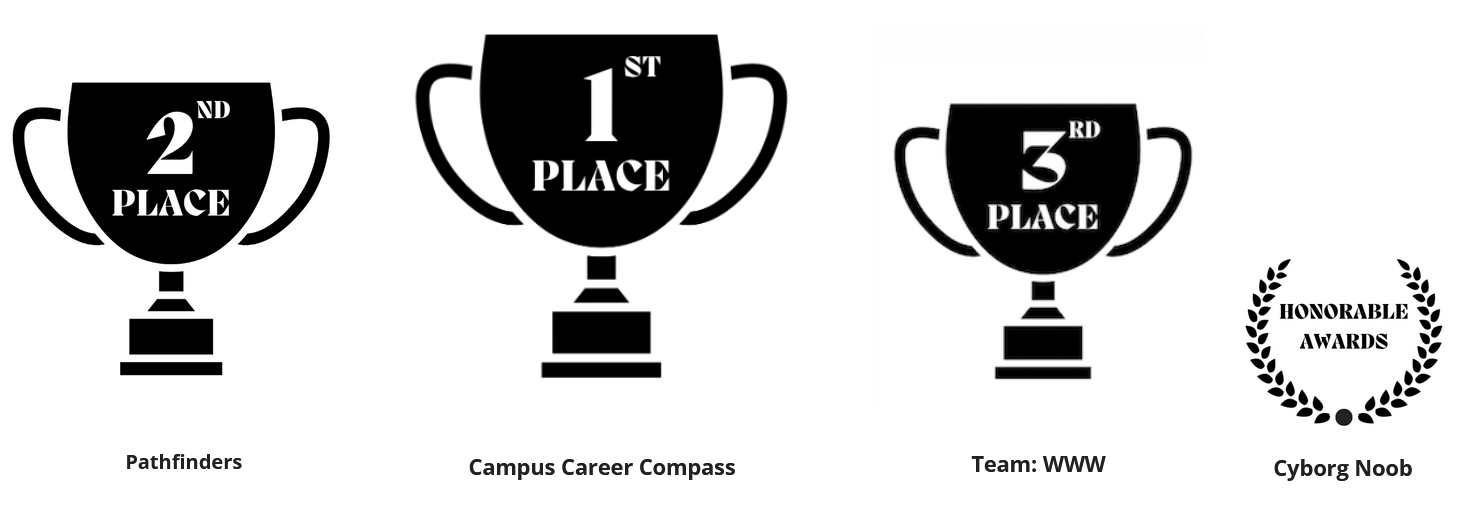 2ND
PLACE
Pathfinders
1ST
PLACE
Campus Career Compass
3RD
PLACE
Team: WWW
HONORABLE
AWARDS
Cyborg Noob